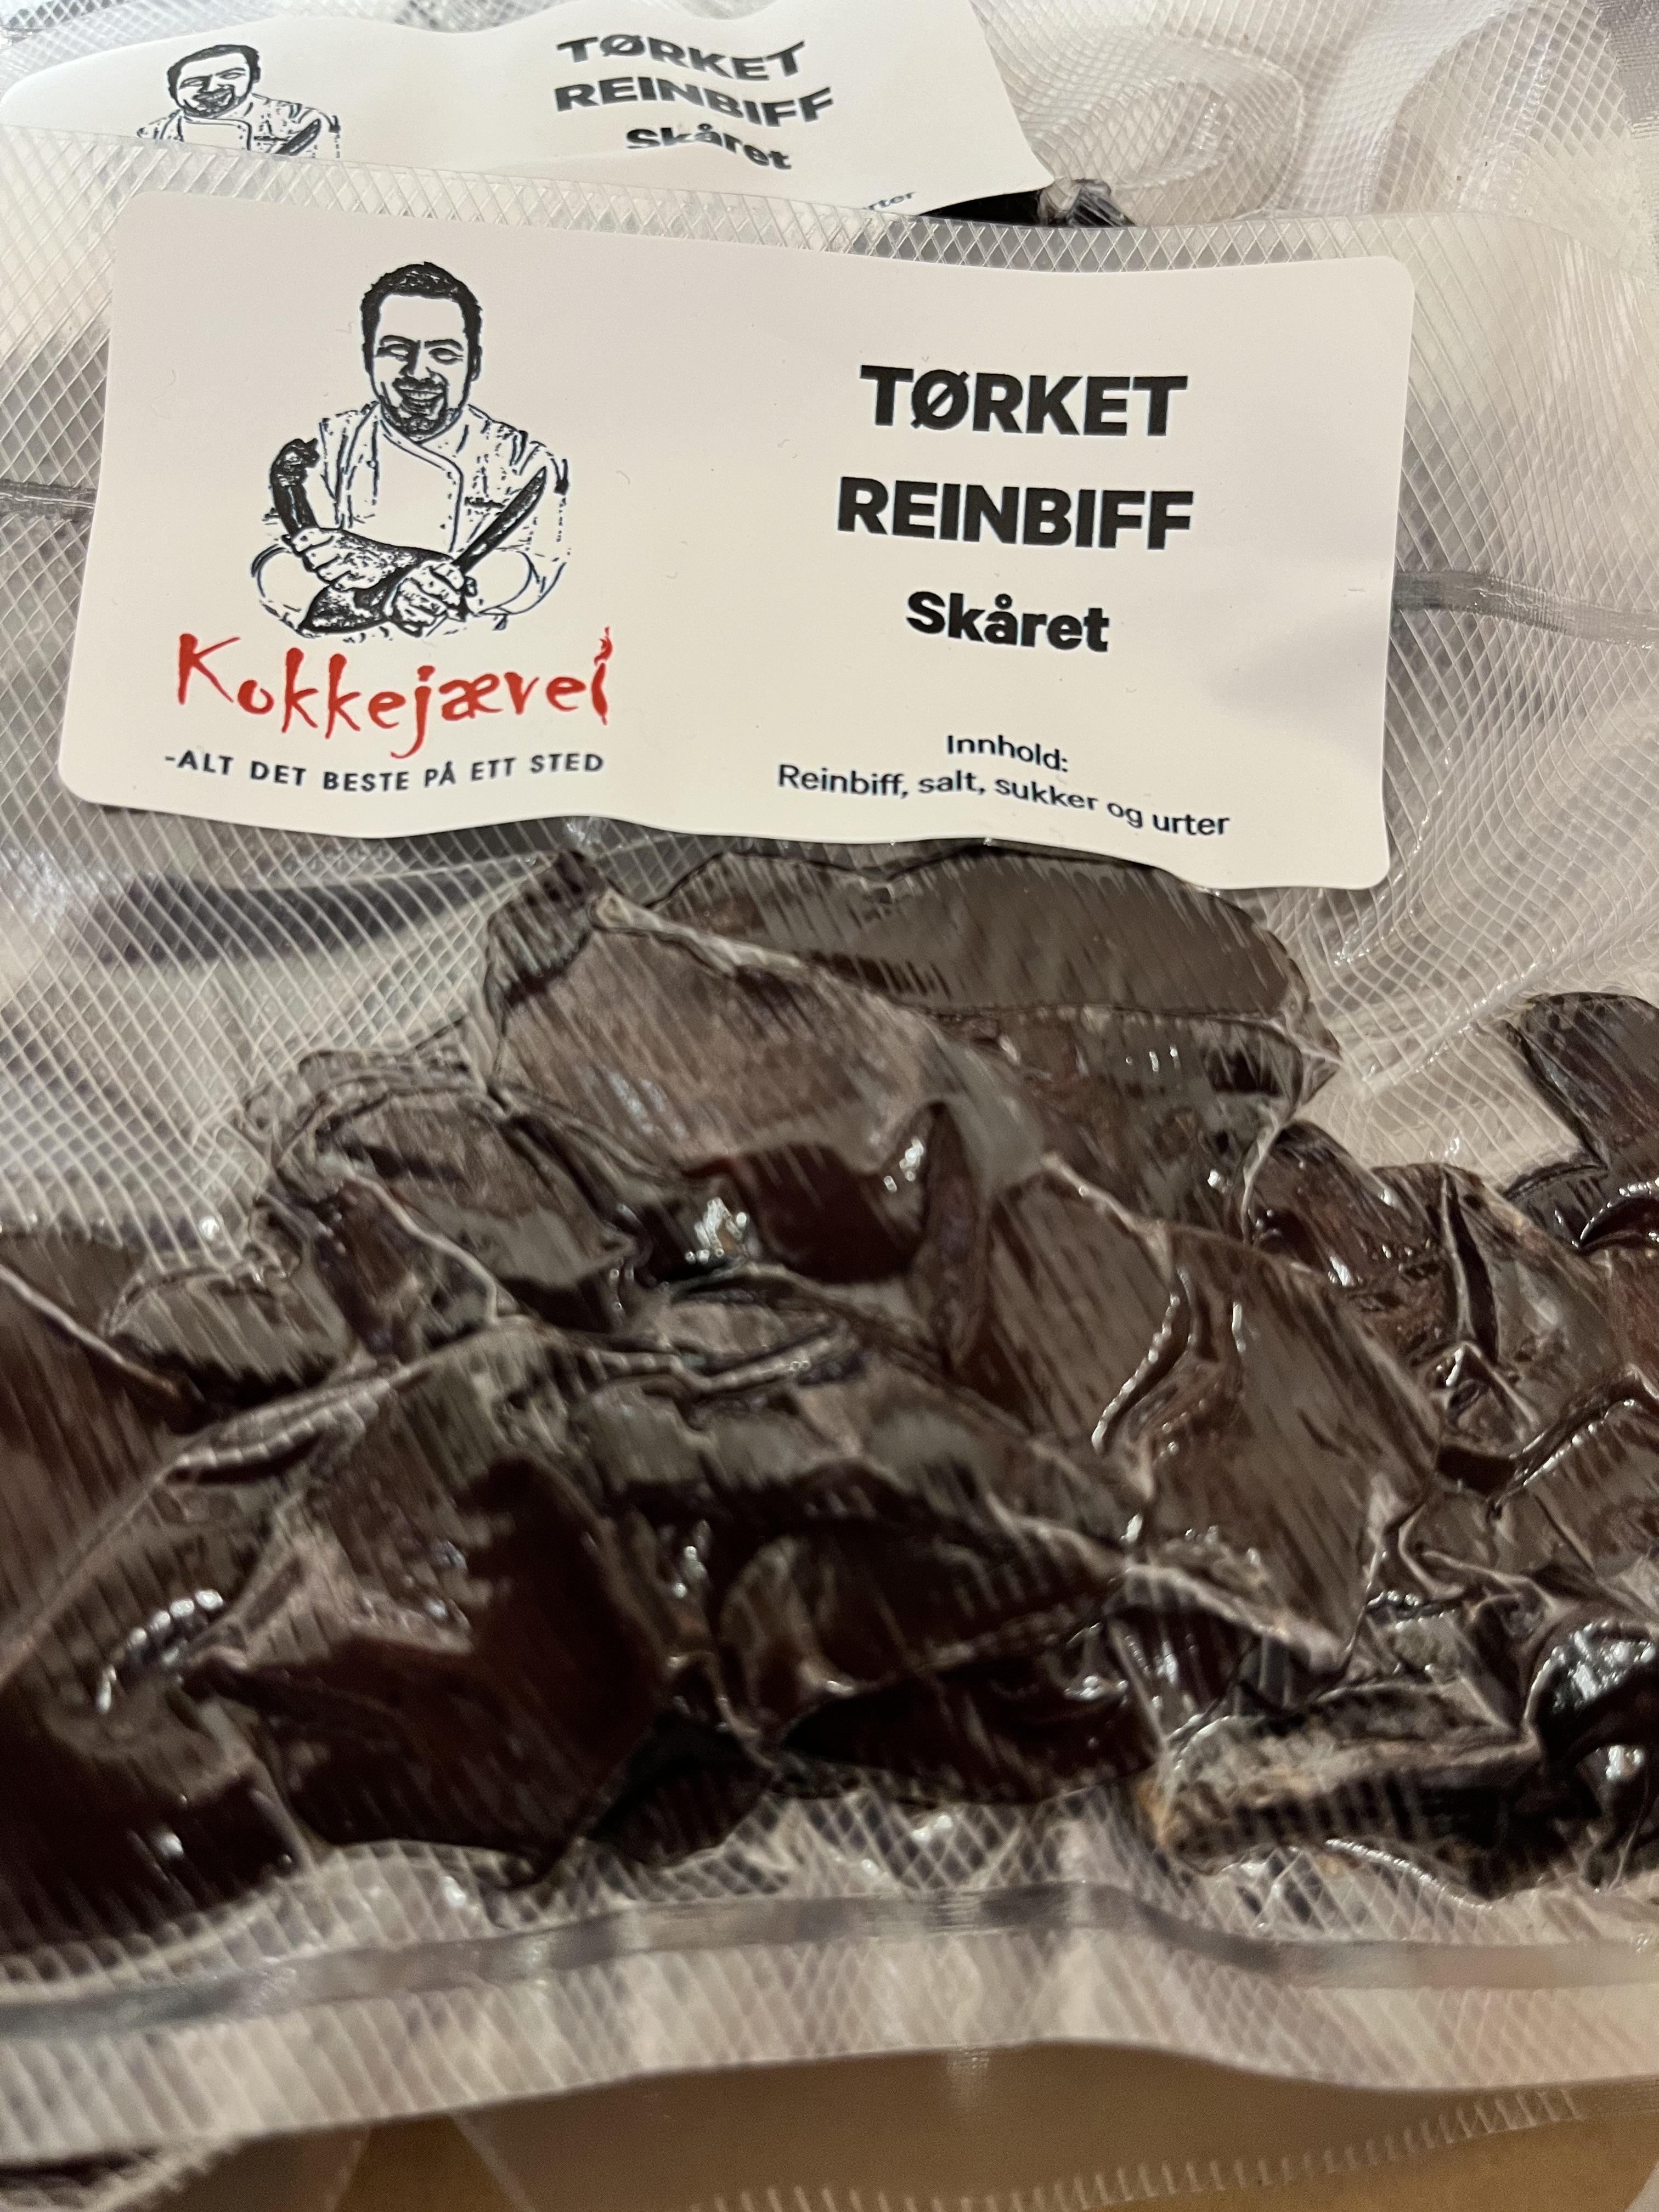 TØRKET
REINBIFF
Skåret
urter
Kokkejævel
-ALT DET BESTE PÅ ETT STED
TØRKET
REINBIFF
Skåret
Innhold:
Reinbiff, salt, sukker og urter